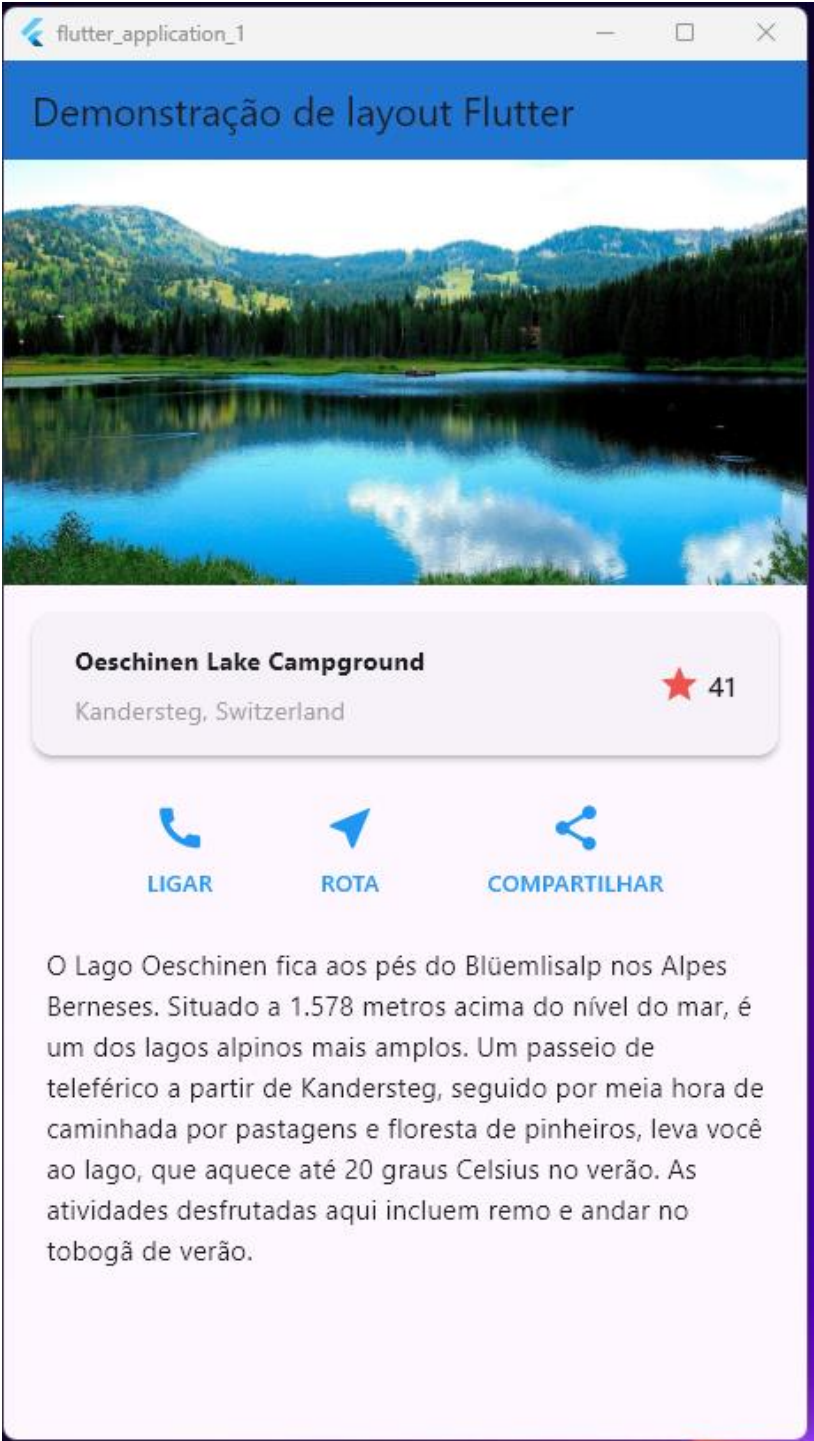 flutter_application_1
Demonstração de layout Flutter
Oeschinen Lake Campground
Kandersteg, Switzerland
41
LIGAR
ROTA
COMPARTILHAR
O Lago Oeschinen fica aos pés do Blüemlisalp nos Alpes
Berneses. Situado a 1.578 metros acima do nível do mar, é
um dos lagos alpinos mais amplos. Um passeio de
teleférico a partir de Kandersteg, seguido por meia hora de
caminhada por pastagens e floresta de pinheiros, leva você
ao lago, que aquece até 20 graus Celsius no verão. As
atividades desfrutadas aqui incluem remo e andar no
tobogã de verão.